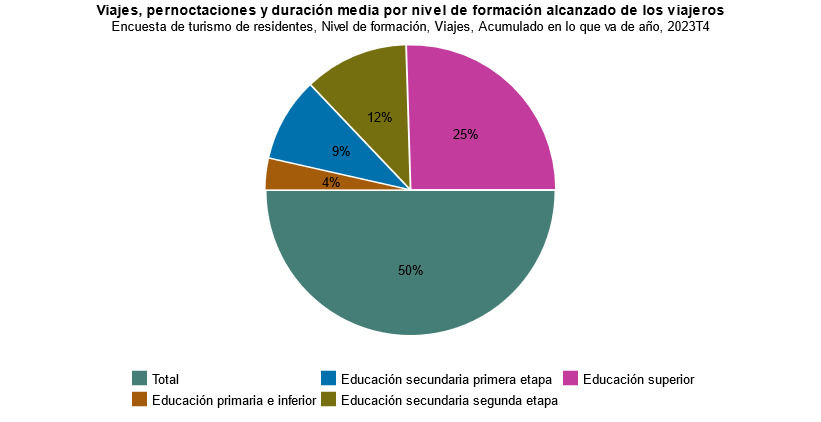 Viajes, pernoctaciones y duración media por nivel de formación alcanzado de los viajeros
Encuesta de turismo de residentes, Nivel de formación, Viajes, Acumulado en lo que va de año, 2023T4
12%
25%
9%
4%
50%
Total
Educación secundaria primera etapa
Educación superior
Educación primaria e inferior
Educación secundaria segunda etapa